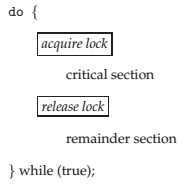 do {
acquire lock
critical section
release lock
remainder section
} while (true);